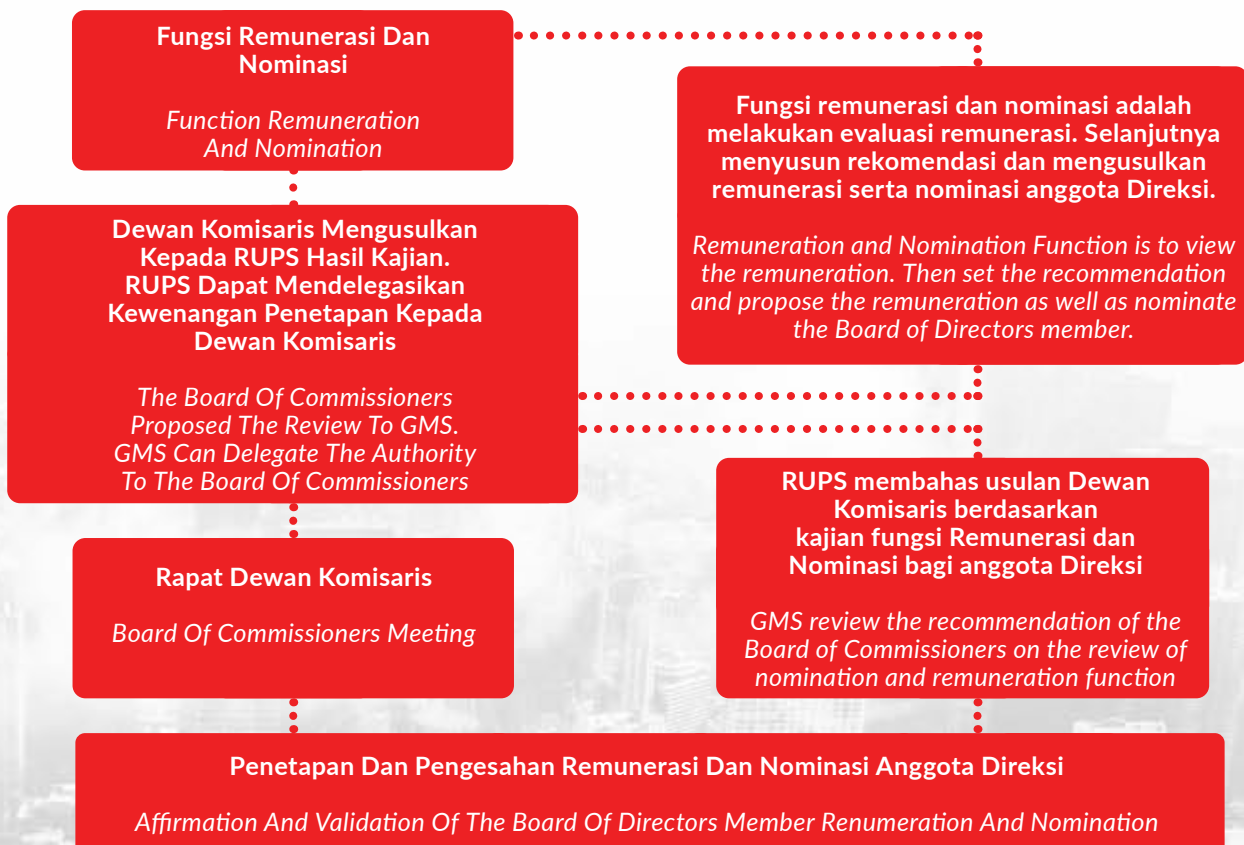 Fungsi Remunerasi Dan
Nominasi
Function Remuneration
And Nomination
Fungsi remunerasi dan nominasi adalah
melakukan evaluasi remunerasi. Selanjutnya
menyusun rekomendasi dan mengusulkan
remunerasi serta nominasi anggota Direksi.
Remuneration and Nomination Function is to view
the remuneration. Then set the recommendation
and propose the remuneration as well as nominate
the Board of Directors member.
Dewan Komisaris Mengusulkan
Kepada RUPS Hasil Kajian.
RUPS Dapat Mendelegasikan
Kewenangan Penetapan Kepada
Dewan Komisaris
The Board Of Commissioners
Proposed The Review To GMS.
GMS Can Delegate The Authority
To The Board Of Commissioners
RUPS membahas usulan Dewan
Komisaris berdasarkan
kajian fungsi Remunerasi dan
Nominasi bagi anggota Direksi
GMS review the recommendation of the
Board of Commissioners on the review of
nomination and remuneration function
Rapat Dewan Komisaris
Board Of Commissioners Meeting
Penetapan Dan Pengesahan Remunerasi Dan Nominasi Anggota Direksi
Affirmation And Validation Of The Board Of Directors Member Renumeration And Nomination